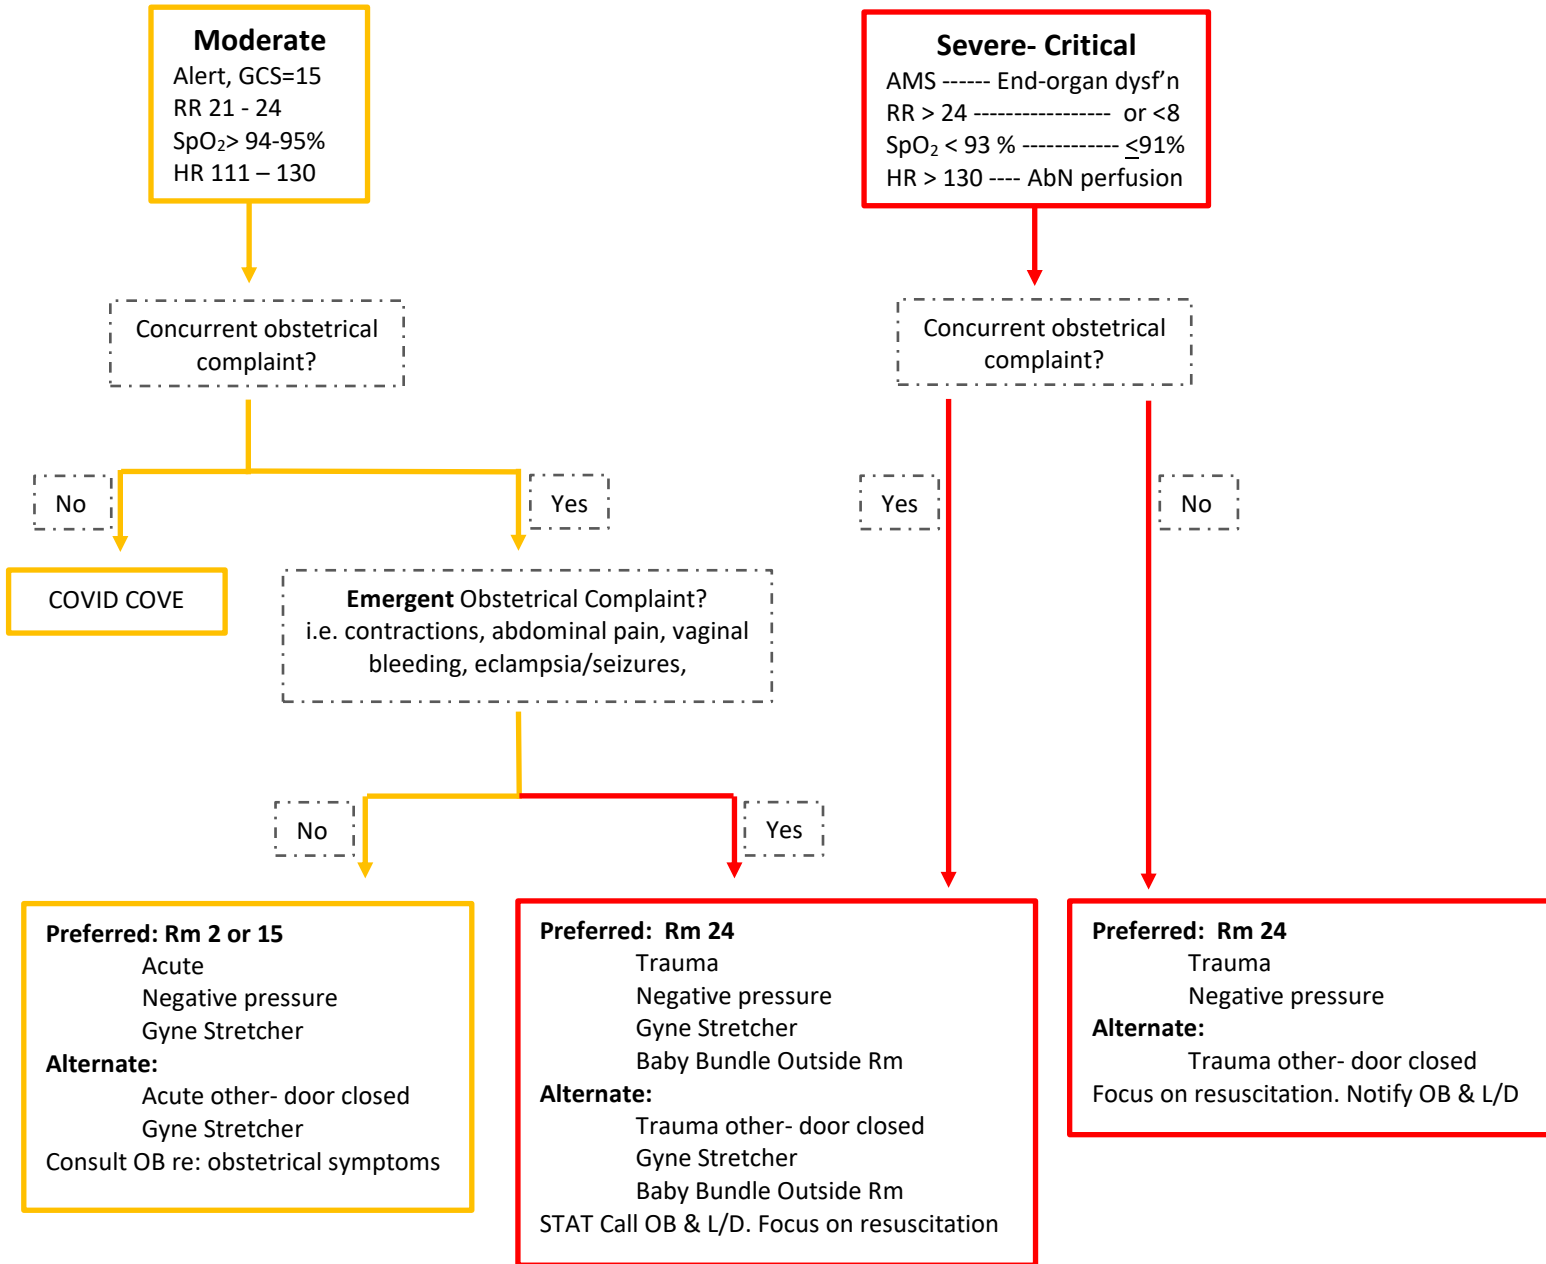 Moderate
Alert, GCS=15
RR 21 - 24
SpO₂> 94-95%
HR 111 – 130
Severe- Critical
AMS ------ End-organ dysf’n
RR > 24 ----------------- or <8
SpO₂ < 93 % ------------ <91%
HR > 130 ---- AbN perfusion
Concurrent obstetrical
complaint?
Concurrent obstetrical
complaint?
No
Yes
Yes
No
COVID COVE
Emergent Obstetrical Complaint?
i.e. contractions, abdominal pain, vaginal
bleeding, eclampsia/seizures,
No
Yes
Preferred: Rm 2 or 15
Acute
Negative pressure
Gyne Stretcher
Alternate:
Acute other- door closed
Gyne Stretcher
Consult OB re: obstetrical symptoms
Preferred: Rm 24
Trauma
Negative pressure
Gyne Stretcher
Baby Bundle Outside Rm
Alternate:
Trauma other- door closed
Gyne Stretcher
Baby Bundle Outside Rm
STAT Call OB & L/D. Focus on resuscitation
Preferred: Rm 24
Trauma
Negative pressure
Alternate:
Trauma other- door closed
Focus on resuscitation. Notify OB & L/D